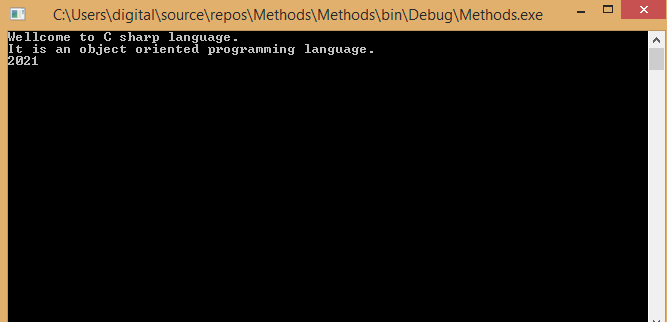 C:\Users\digital\source\repos\Methods\Methods\bin\Debug\Methods.exe
Wellcome to C sharp language.
It is an object oriented programming language.
2021